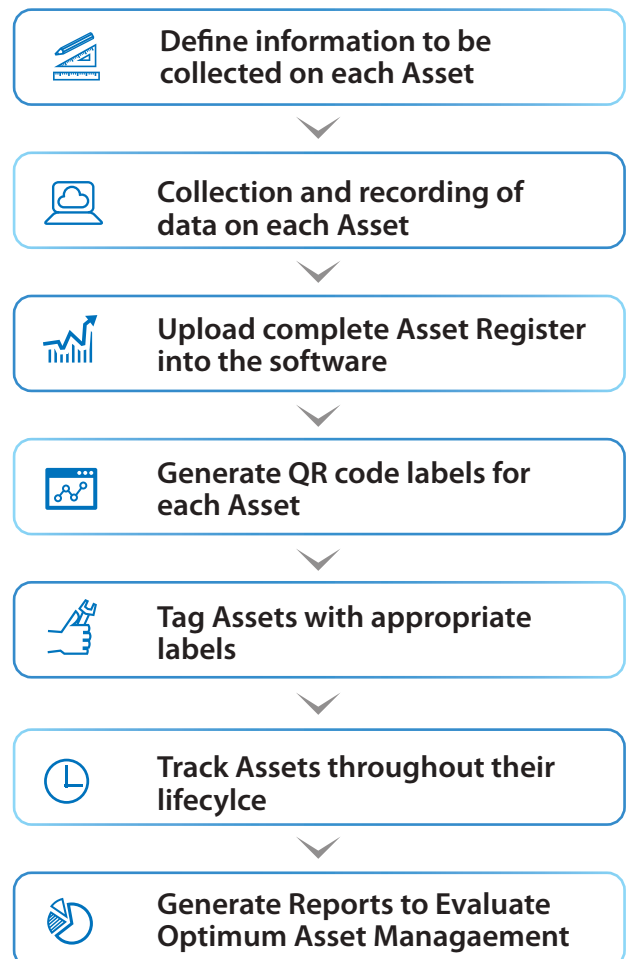 Define information to be
collected on each Asset
Collection and recording of
data on each Asset
Upload complete Asset Register
into the software
Generate QR code labels for
each Asset
Tag Assets with appropriate
labels
Track Assets throughout their
lifecylce
Generate Reports to Evaluate
Optimum Asset Managaement